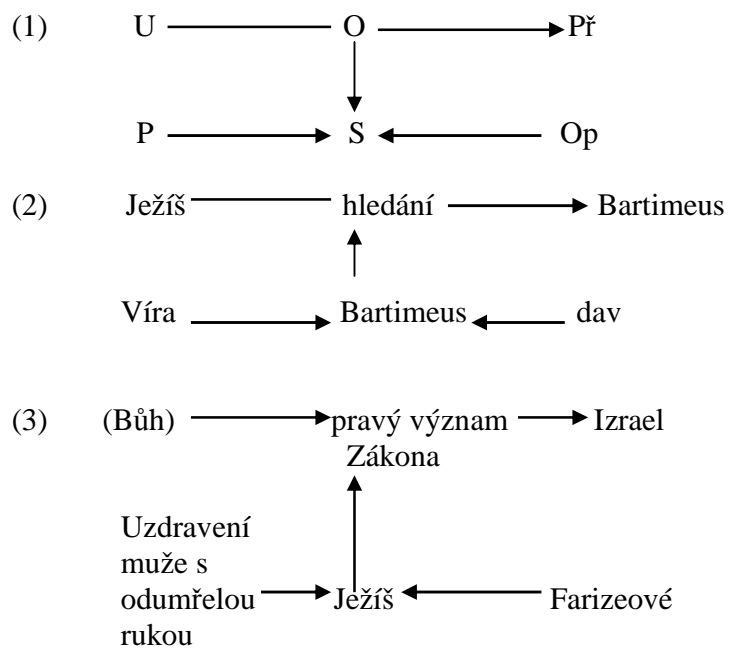 (1) U O Př
P S Op
(2) Ježíš hledání Bartimeus
Víra Bartimeus dav
(3) (Bůh) pravý význam Izrael
Zákona
Uzdravení
muže s
odumřelou Ježíš Farizeové
rukou